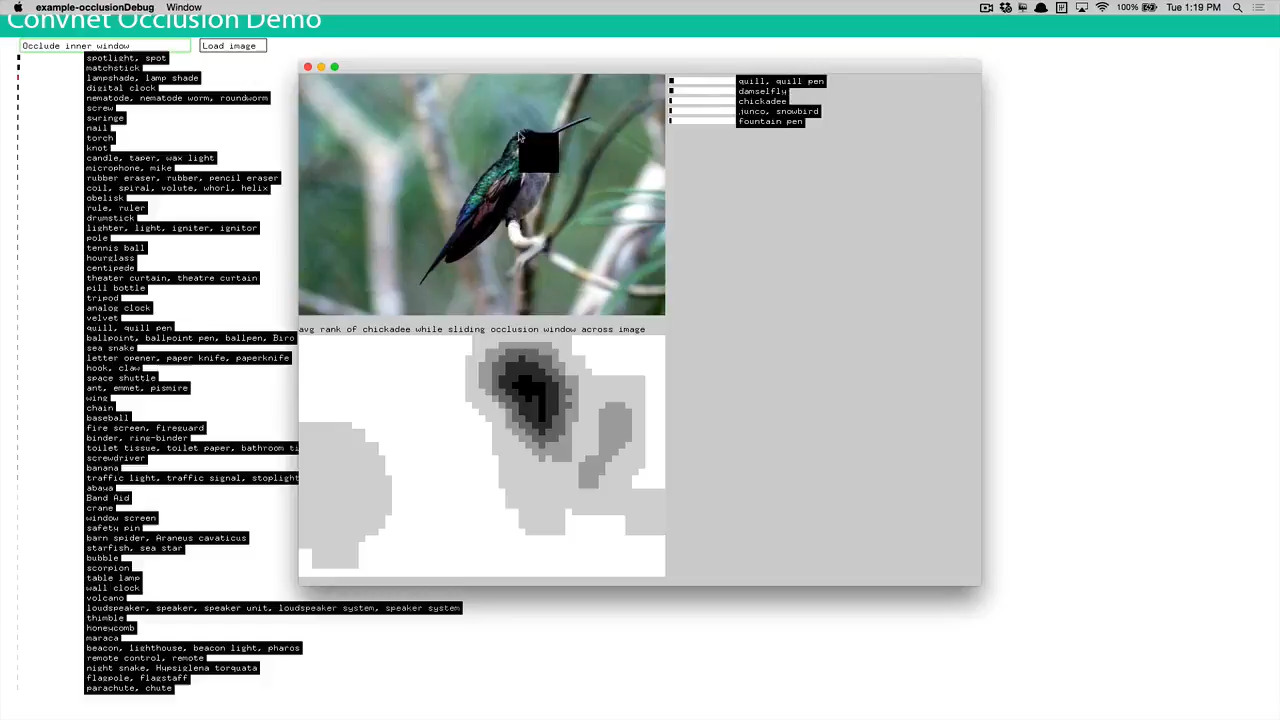 example-occlusionDebug Window
100% Tue 1:19 PM
Convnet Occlusion Demo
Occlude inner window
Load image
spotlight, spot
matchstick
lampshade, lamp shade
digital clock
nematode, nematode worm, roundworm
screw
syringe
nail
torch
knot
candle, taper, wax light
microphone, mike
rubber eraser, rubber, pencil eraser
coil, spiral, volute, whorl, helix
obelisk
rule, ruler
drumstick
lighter, light, igniter, ignitor
pole
tennis ball
hourglass
centipede
theater curtain, theatre curtain
pill bottle
tripod
analog clock
velvet
quill, quill pen
ballpoint, ballpoint pen, ballpen, Biro
sea snake
letter opener, paper knife, paperknife
hook, claw
space shuttle
ant, emmet, pismire
wing
chain
baseball
fire screen, fireguard
binder, ring-binder
toilet tissue, toilet paper, bathroom ti
screwdriver
banana
traffic light, traffic signal, stoplight
abaya
Band Aid
crane
window screen
safety pin
barn spider, Araneus cavaticus
starfish, sea star
bubble
scorpion
table lamp
wall clock
volcano
loudspeaker, speaker, speaker unit, loudspeaker system, speaker system
thimble
honeycomb
maraca
beacon, lighthouse, beacon light, pharos
remote control, remote
night snake, Hypsiglena torquata
flagpole, flagstaff
parachute, chute
quill, quill pen
damselfly
chickadee
junco, snowbird
fountain pen
avg rank of chickadee while sliding occlusion window across image